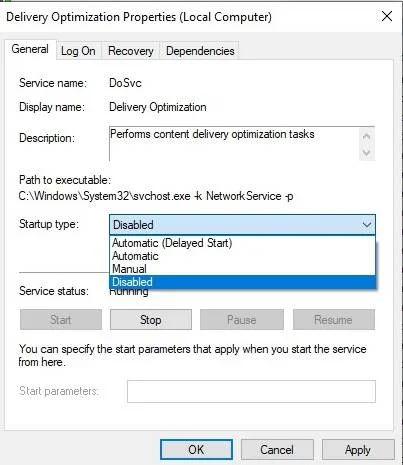 Delivery Optimization Properties (Local Computer)
General Log On Recovery Dependencies
Service name: DoSvc
Display name: Delivery Optimization
Description: Performs content delivery optimization tasks
Path to executable:
C:\Windows\System32\svchost.exe -k NetworkService -p
Startup type: Disabled
Automatic (Delayed Start)
Automatic
Manual
Disabled
Service status: Running
Start Stop Pause Resume
You can specify the start parameters that apply when you start the service
from here.
Start parameters:
OK Cancel Apply